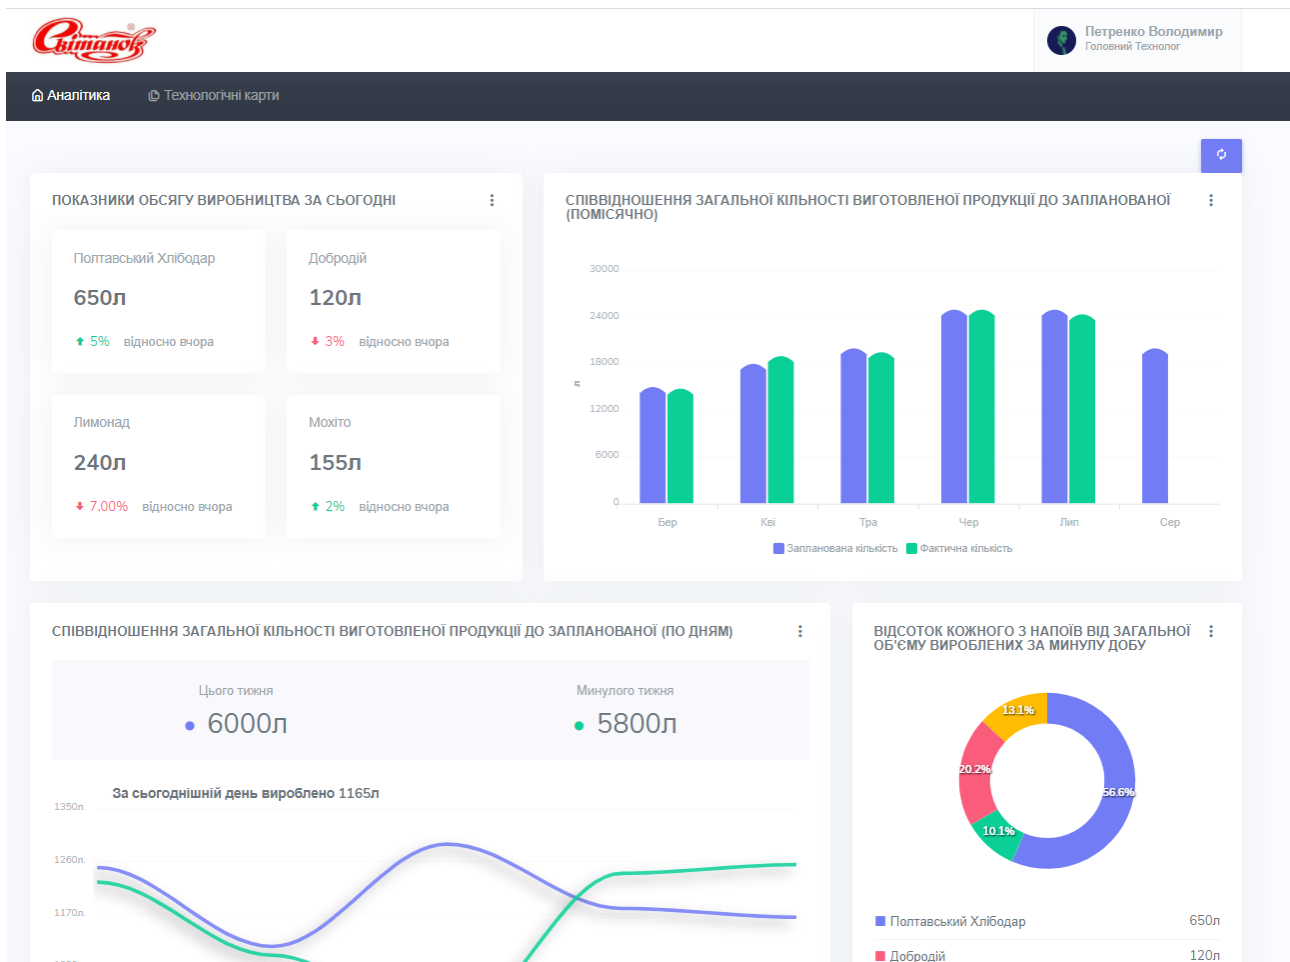 Світанок ®
Петренко Володимир
Головний Технолог
Аналітика
Технологічні карти
ПОКАЗНИКИ ОБСЯГУ ВИРОБНИЦТВА ЗА СЬОГОДНІ
Полтавський Хлібодар
650л
5% відносно вчора
Добродій
120л
3% відносно вчора
Лимонад
240л
7.00% відносно вчора
Мохіто
155л
2% відносно вчора
СПІВВІДНОШЕННЯ ЗАГАЛЬНОЇ КІЛЬНОСТІ ВИГОТОВЛЕНОЇ ПРОДУКЦІЇ ДО ЗАПЛАНОВАНОЇ
(ПОМІСЯЧНО)
30000
24000
18000
12000
6000
0
л
Бер Кві Тра Чер Лип Сер
Запланована кількість Фактична кількість
СПІВВІДНОШЕННЯ ЗАГАЛЬНОЇ КІЛЬНОСТІ ВИГОТОВЛЕНОЇ ПРОДУКЦІЇ ДО ЗАПЛАНОВАНОЇ (ПО ДНЯМ)
Цього тижня
6000л
Минулого тижня
5800л
За сьогоднішній день вироблено 1165л
1350л.
1260л.
1170л.
ВІДСОТОК КОЖНОГО З НАПОЇВ ВІД ЗАГАЛЬНОЇ
ОБ'ЄМУ ВИРОБЛЕНИХ ЗА МИНУЛУ ДОБУ
13.1%
20.2%
56.6%
10.1%
Полтавський Хлібодар 650л
Добродій 120л